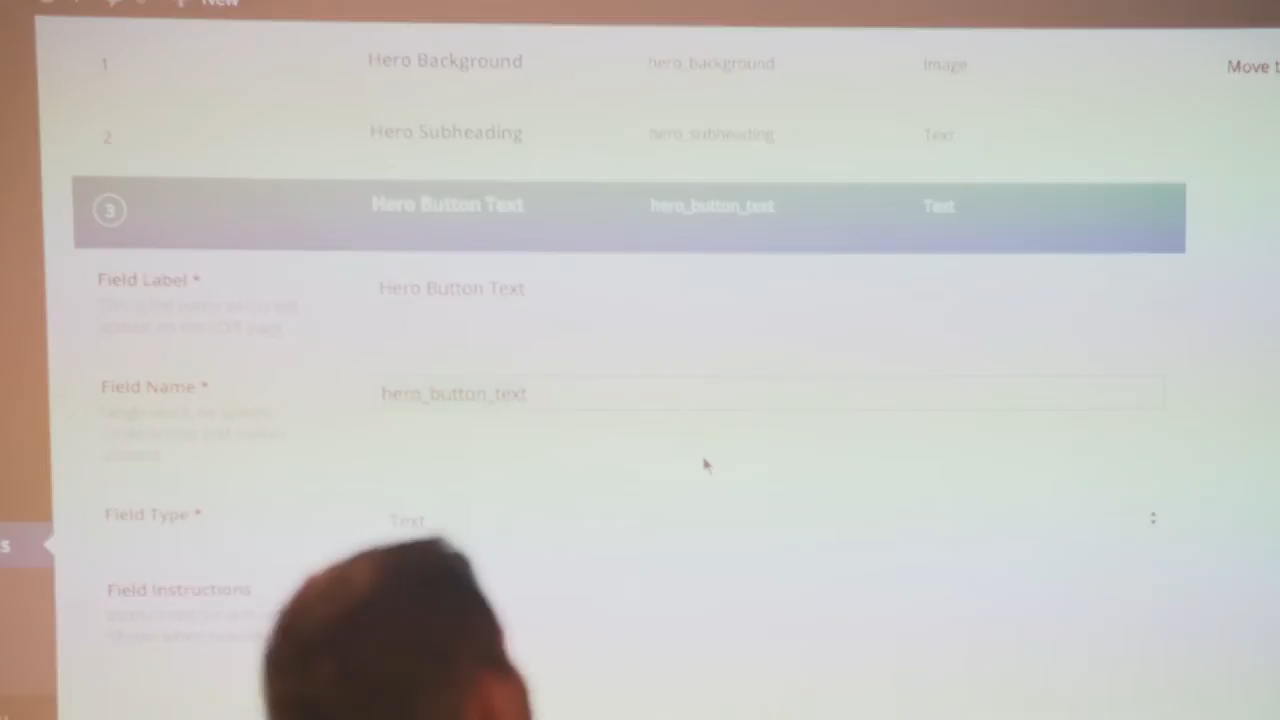 New
1 Hero Background hero_background Image Move t
2 Hero Subheading hero_subheading Text
3 Hero Button Text hero_button_text Text
Field Label * Hero Button Text
Field Name * hero_button_text
Field Type * Text
s
Field Instructions